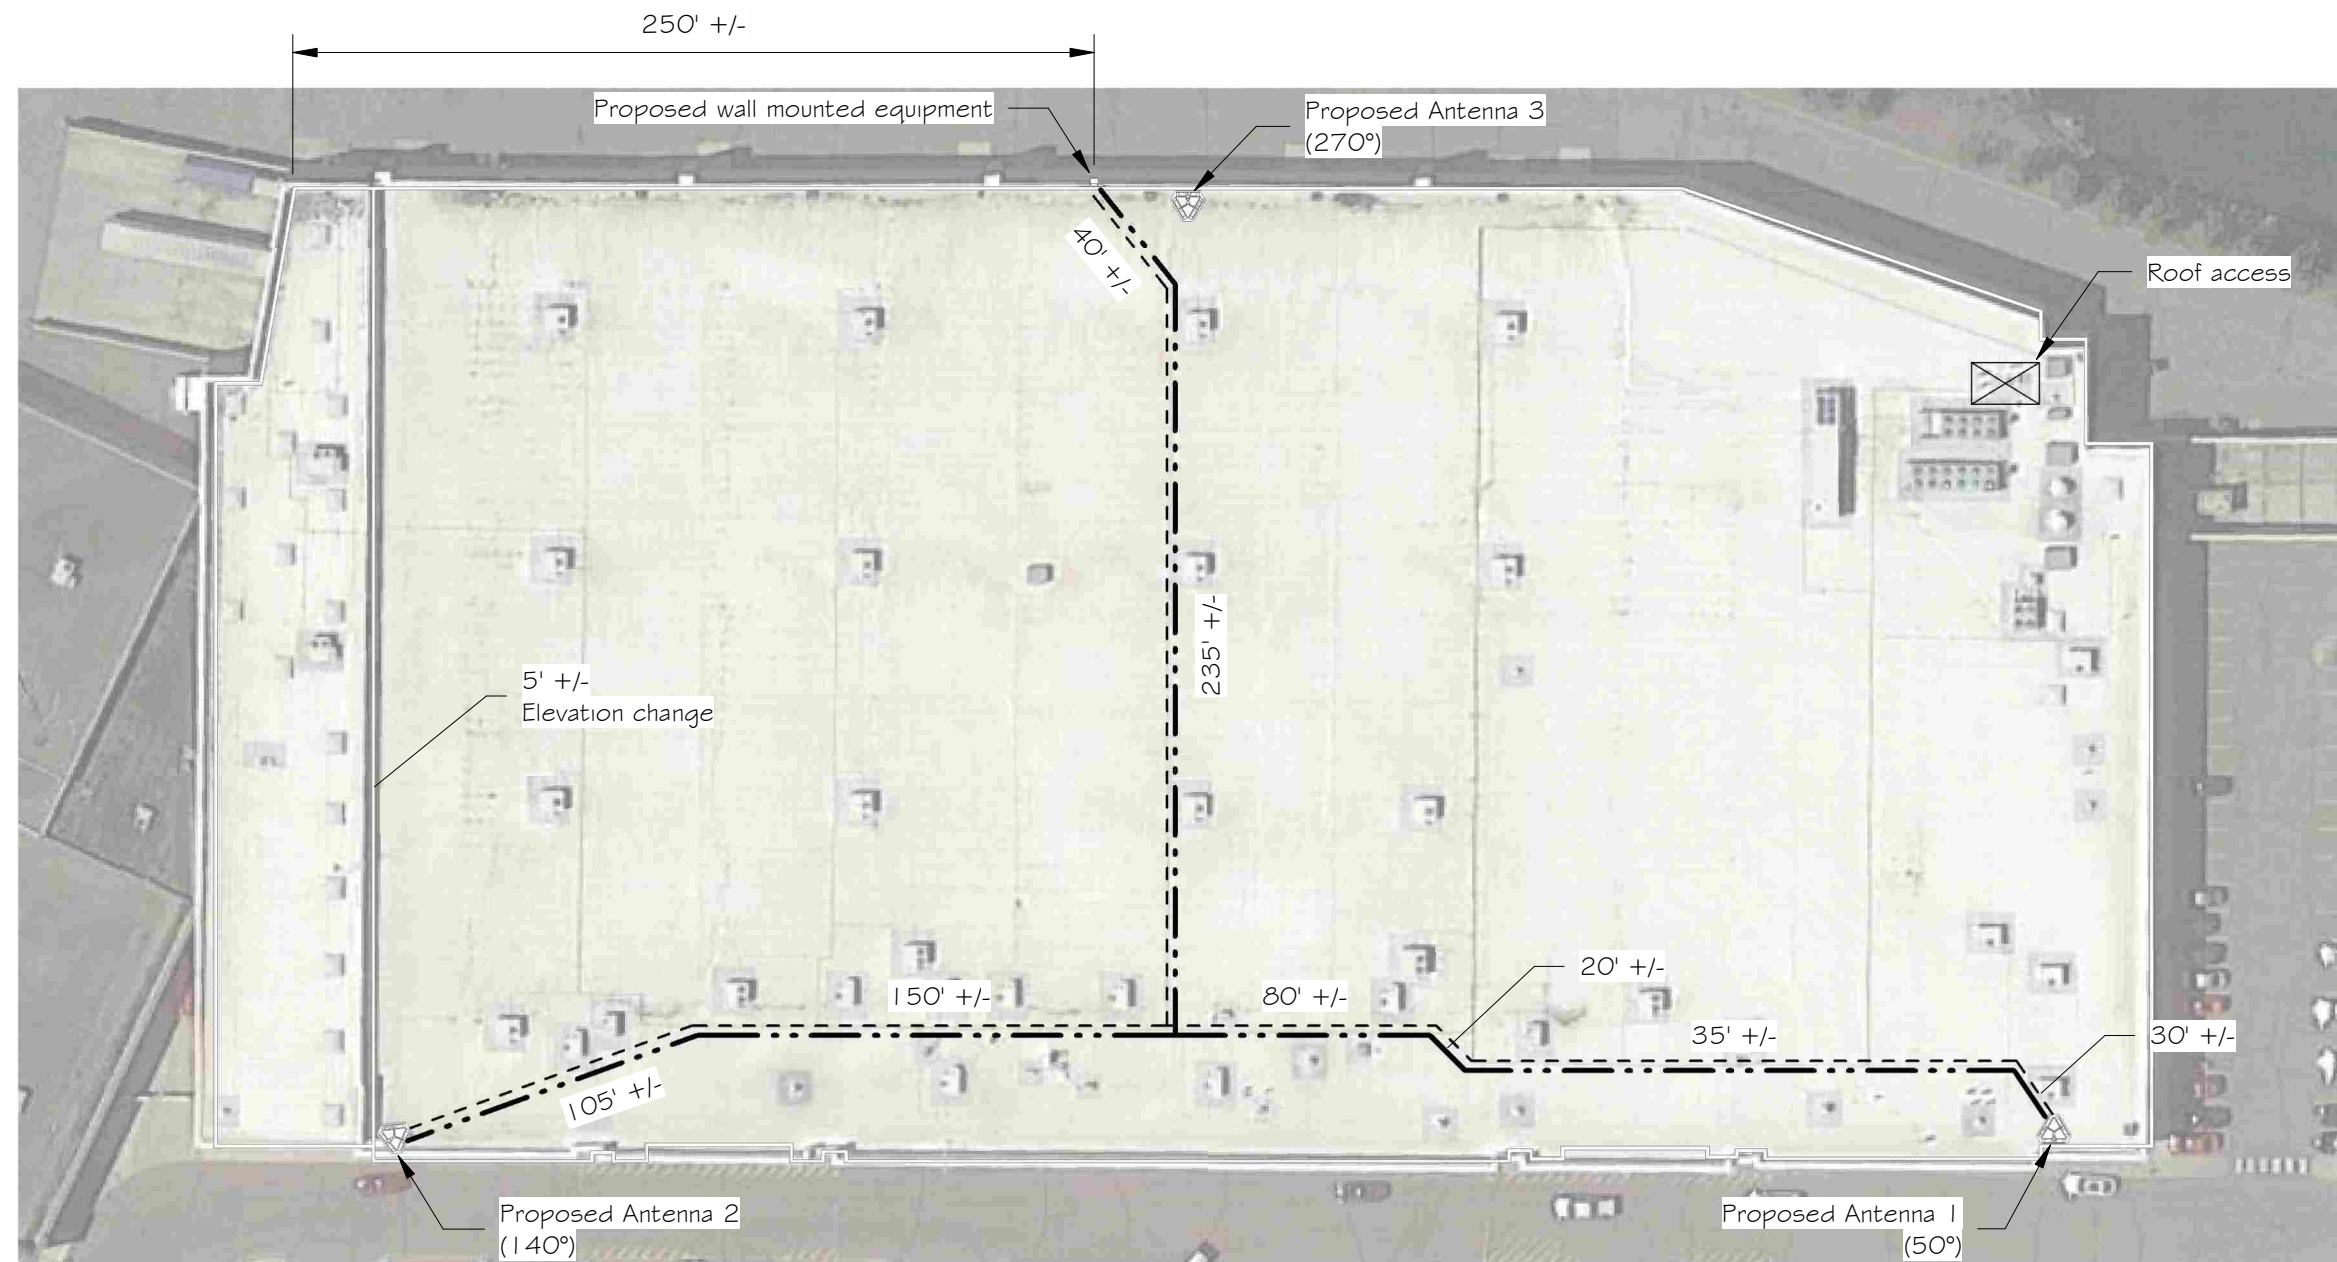 250' +/-
Proposed wall mounted equipment
Proposed Antenna 3
(270°)
40' +/-
Roof access
235' +/-
5' +/-
Elevation change
150' +/-
80' +/-
20' +/-
35' +/-
30' +/-
105' +/-
Proposed Antenna 2
(140°)
Proposed Antenna 1
(50°)